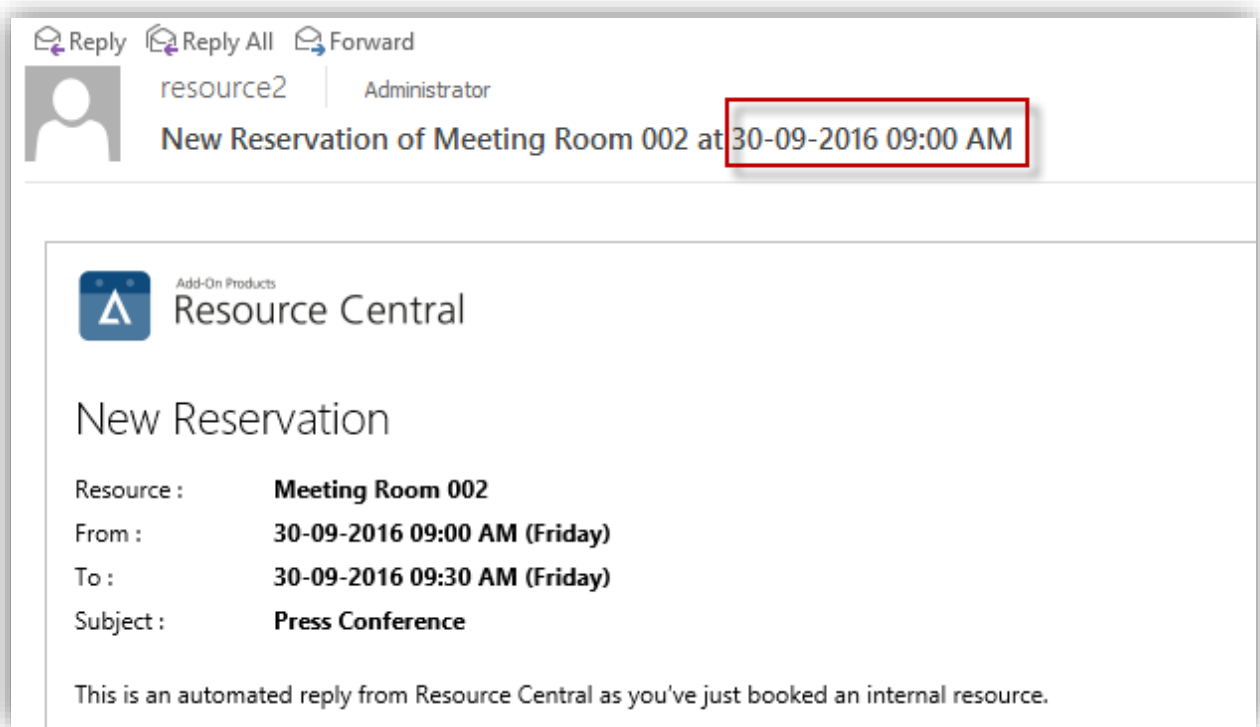 Reply Reply All Forward
resource2 Administrator
New Reservation of Meeting Room 002 at 30-09-2016 09:00 AM
Add-On Products
Resource Central
New Reservation
Resource : Meeting Room 002
From : 30-09-2016 09:00 AM (Friday)
To : 30-09-2016 09:30 AM (Friday)
Subject : Press Conference
This is an automated reply from Resource Central as you've just booked an internal resource.